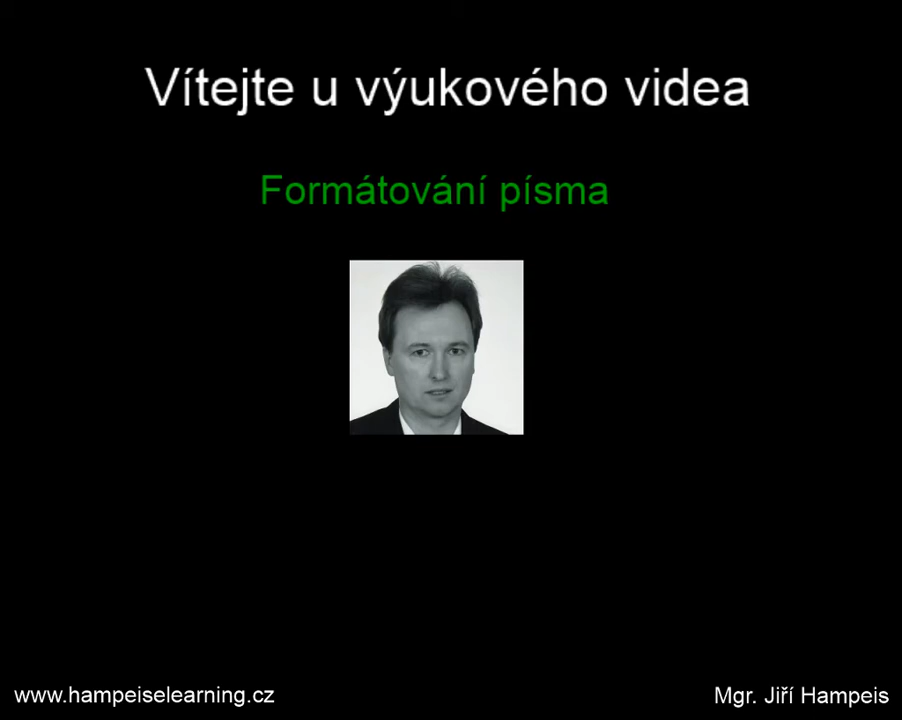 Vítejte u výukového videa
Formátování písma
www.hampeiselearning.cz
Mgr. Jiří Hampeis